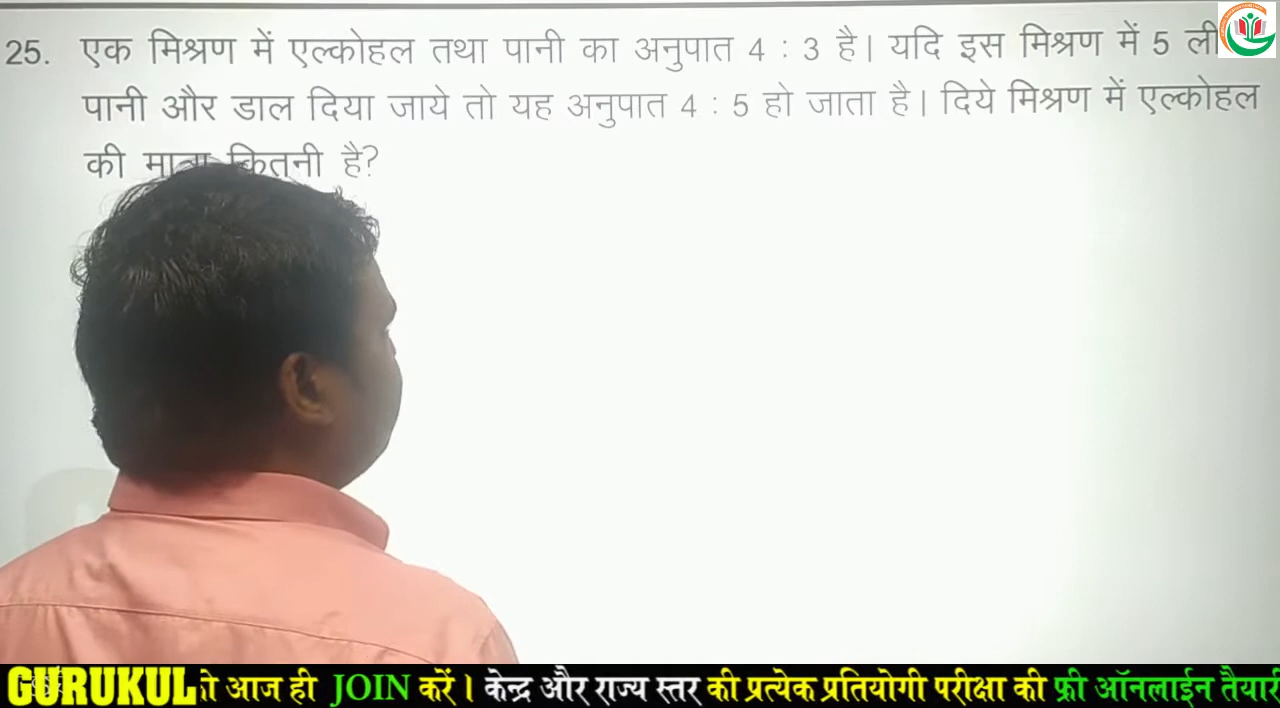 25. एक मिश्रण में एल्कोहल तथा पानी का अनुपात 4 : 3 है। यदि इस मिश्रण में 5 ली
पानी और डाल दिया जाये तो यह अनुपात 4 : 5 हो जाता है। दिये मिश्रण में एल्कोहल
की मात्रा कितनी है?
GURUKUL को आज ही JOIN करें। केन्द्र और राज्य स्तर की प्रत्येक प्रतियोगी परीक्षा की फ्री ऑनलाईन तैयारी